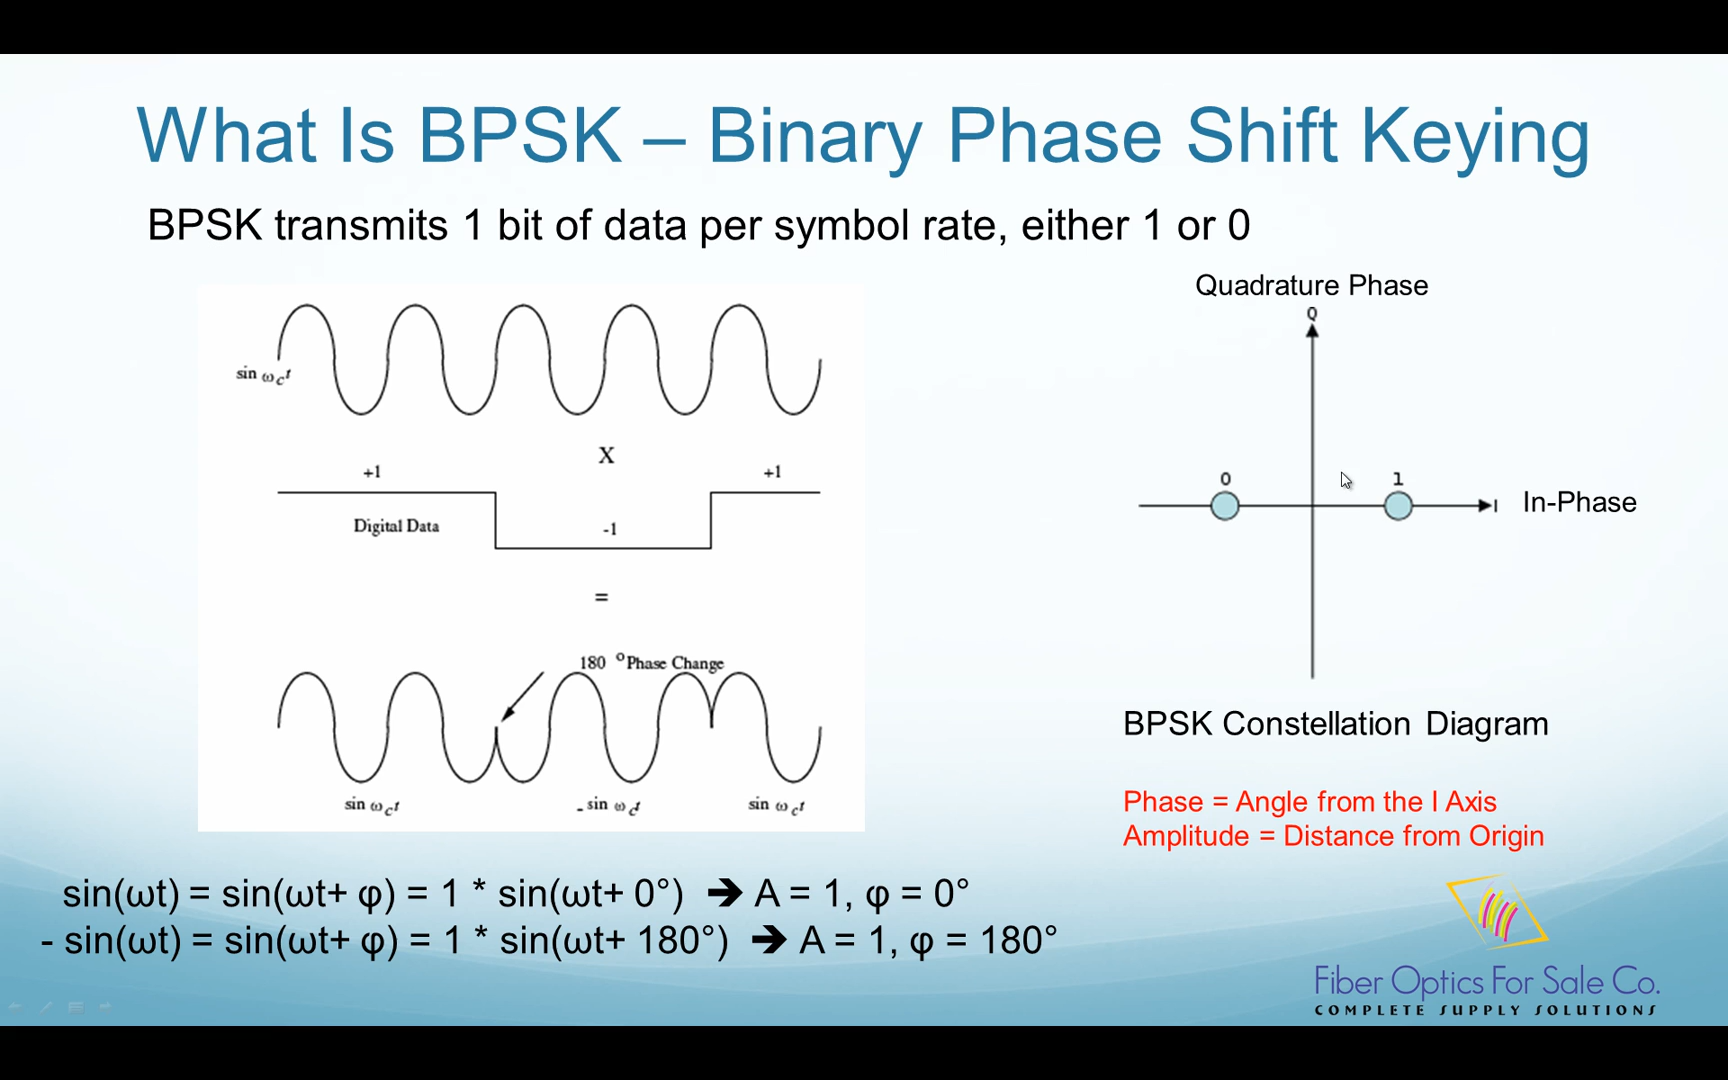 What Is BPSK – Binary Phase Shift Keying
BPSK transmits 1 bit of data per symbol rate, either 1 or 0
sin ω_c t
X
+1
+1
Digital Data
-1
=
180 ° Phase Change
sin ω_c t
- sin ω_c t
sin ω_c t
Quadrature Phase
Q
0
1
I
In-Phase
BPSK Constellation Diagram
Phase = Angle from the I Axis
Amplitude = Distance from Origin
sin(ωt) = sin(ωt+ φ) = 1 * sin(ωt+ 0°) ➔ A = 1, φ = 0°
- sin(ωt) = sin(ωt+ φ) = 1 * sin(ωt+ 180°) ➔ A = 1, φ = 180°
Fiber Optics For Sale Co.
COMPLETE SUPPLY SOLUTIONS